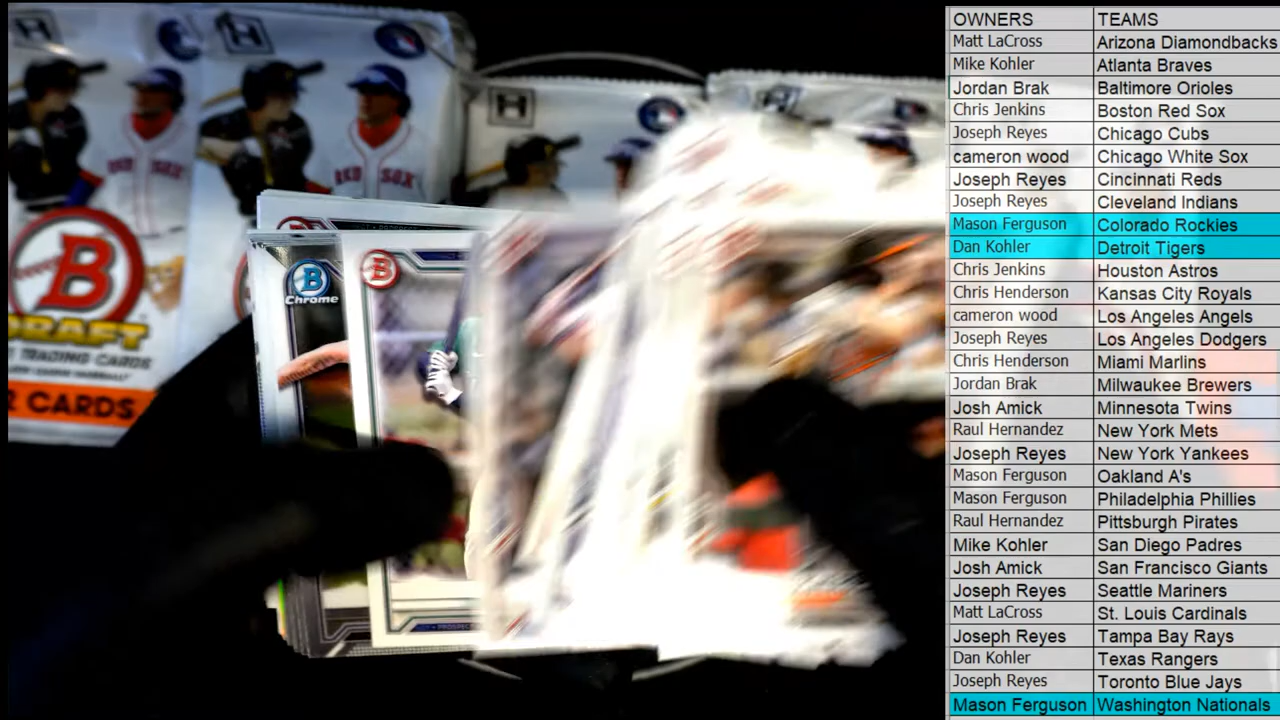 OWNERS TEAMS
Matt LaCross Arizona Diamondbacks
Mike Kohler Atlanta Braves
Jordan Brak Baltimore Orioles
Chris Jenkins Boston Red Sox
Joseph Reyes Chicago Cubs
cameron wood Chicago White Sox
Joseph Reyes Cincinnati Reds
Joseph Reyes Cleveland Indians
Mason Ferguson Colorado Rockies
Dan Kohler Detroit Tigers
Chris Jenkins Houston Astros
Chris Henderson Kansas City Royals
cameron wood Los Angeles Angels
Joseph Reyes Los Angeles Dodgers
Chris Henderson Miami Marlins
Jordan Brak Milwaukee Brewers
Josh Amick Minnesota Twins
Raul Hernandez New York Mets
Joseph Reyes New York Yankees
Mason Ferguson Oakland A's
Mason Ferguson Philadelphia Phillies
Raul Hernandez Pittsburgh Pirates
Mike Kohler San Diego Padres
Josh Amick San Francisco Giants
Joseph Reyes Seattle Mariners
Matt LaCross St. Louis Cardinals
Joseph Reyes Tampa Bay Rays
Dan Kohler Texas Rangers
Joseph Reyes Toronto Blue Jays
Mason Ferguson Washington Nationals
H
H
H
RED SOX
RED SOX
B
DRAFT
TRADING CARDS
CARDS
B
Chrome
B